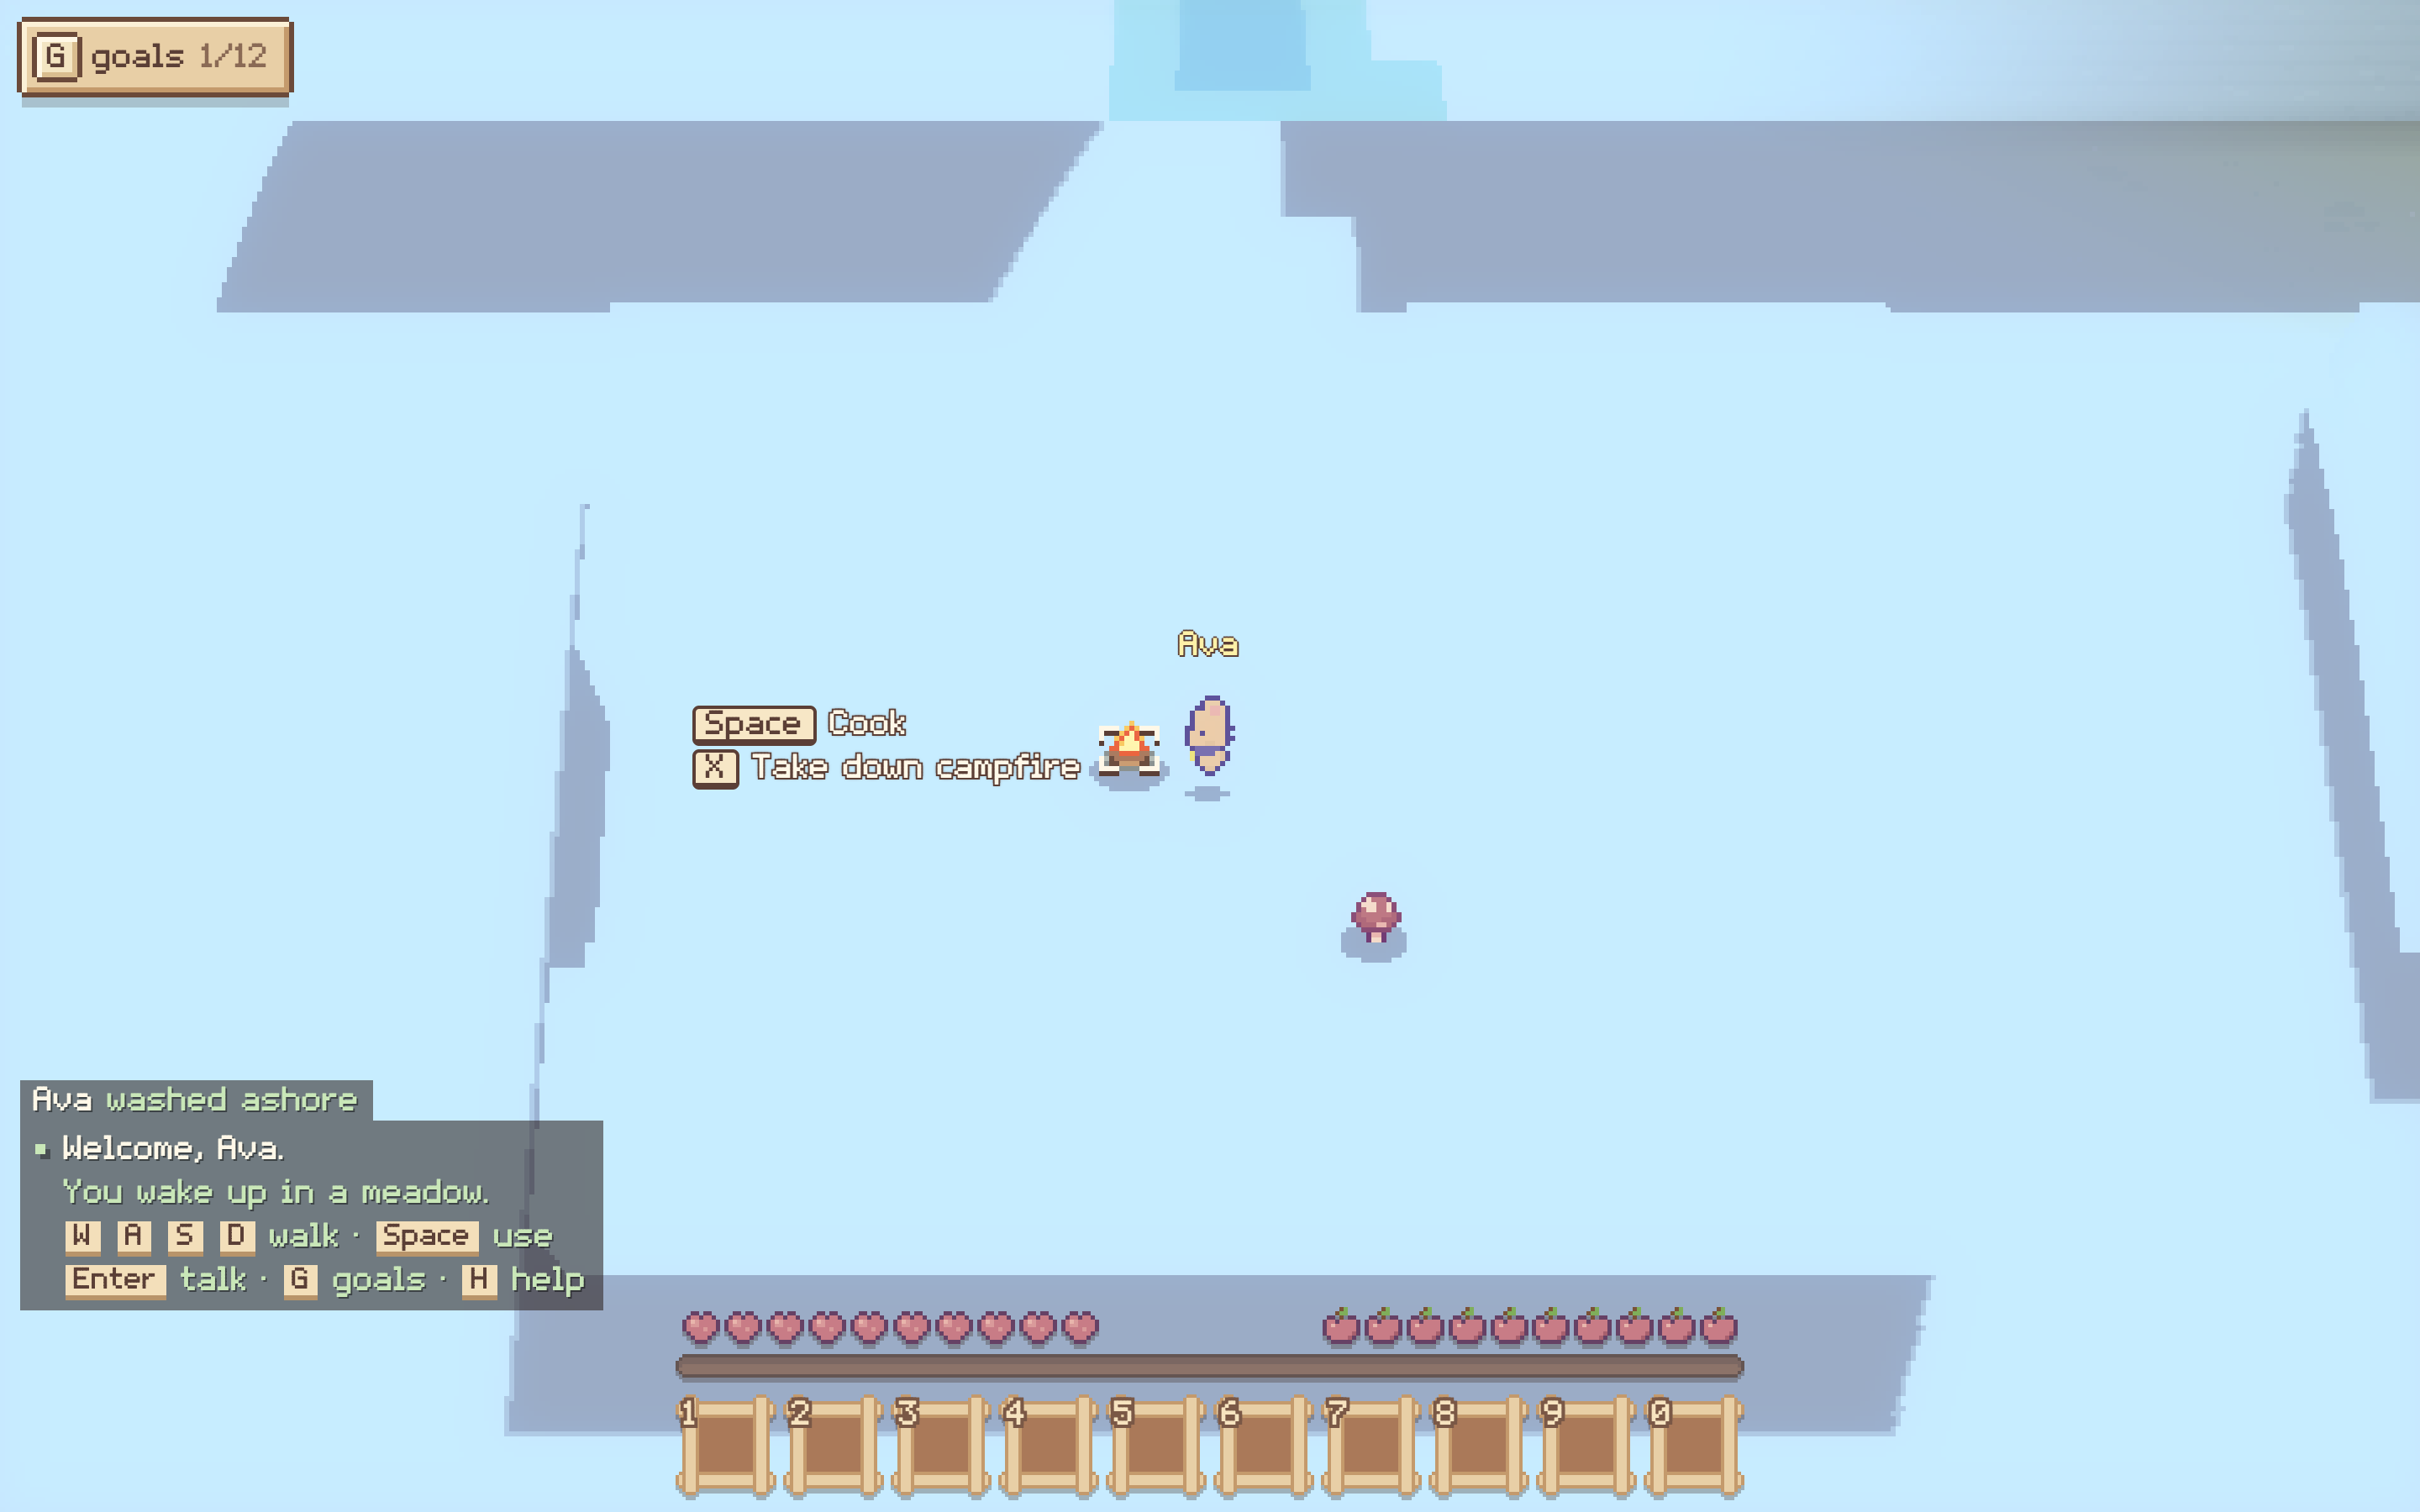 G goals 1/12
Ava
Space Cook
X Take down campfire
Ava washed ashore
Welcome, Ava.
You wake up in a meadow.
W A S D walk · Space use
Enter talk · G goals · H help
1 2 3 4 5 6 7 8 9 0